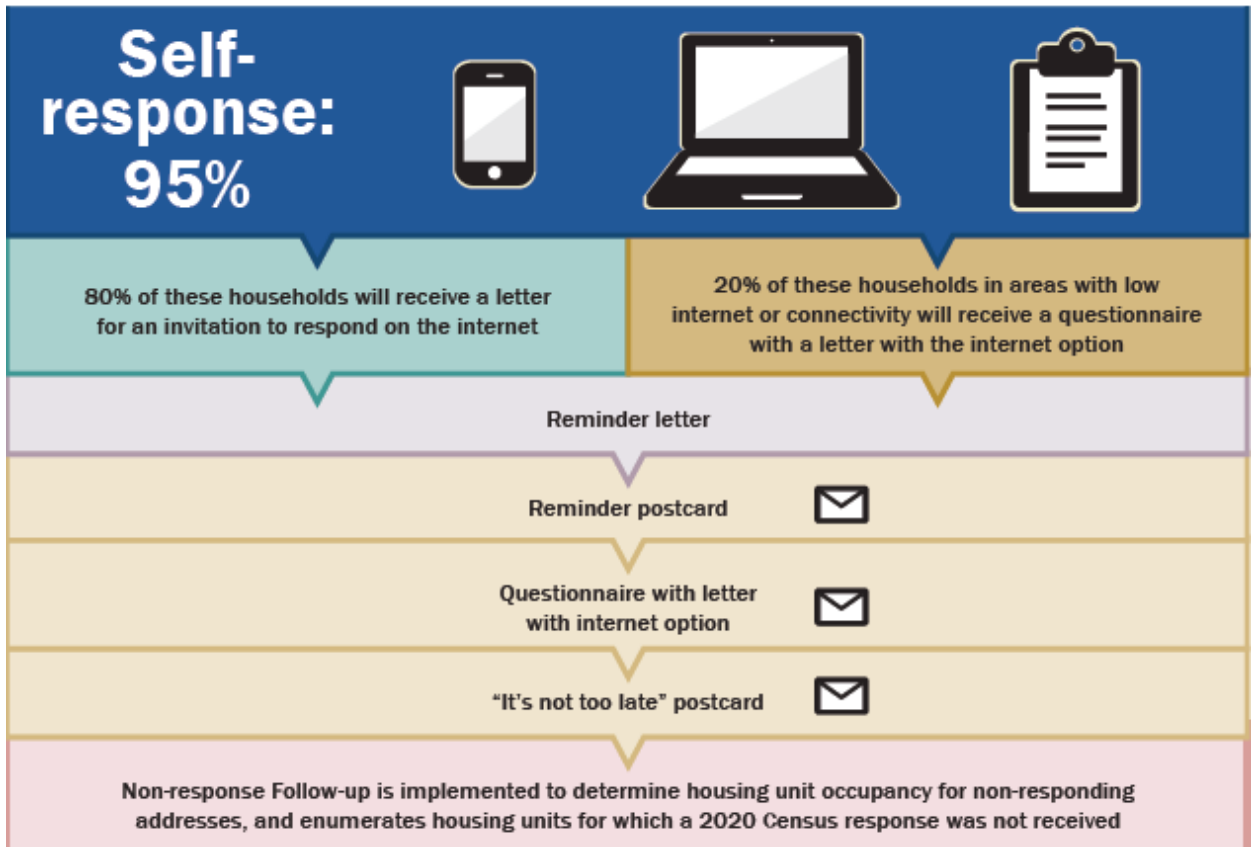 Self-
response:
95%
80% of these households will receive a letter
for an invitation to respond on the internet
20% of these households in areas with low
internet or connectivity will receive a questionnaire
with a letter with the internet option
Reminder letter
Reminder postcard
Questionnaire with letter
with internet option
“It’s not too late” postcard
Non-response Follow-up is implemented to determine housing unit occupancy for non-responding
addresses, and enumerates housing units for which a 2020 Census response was not received